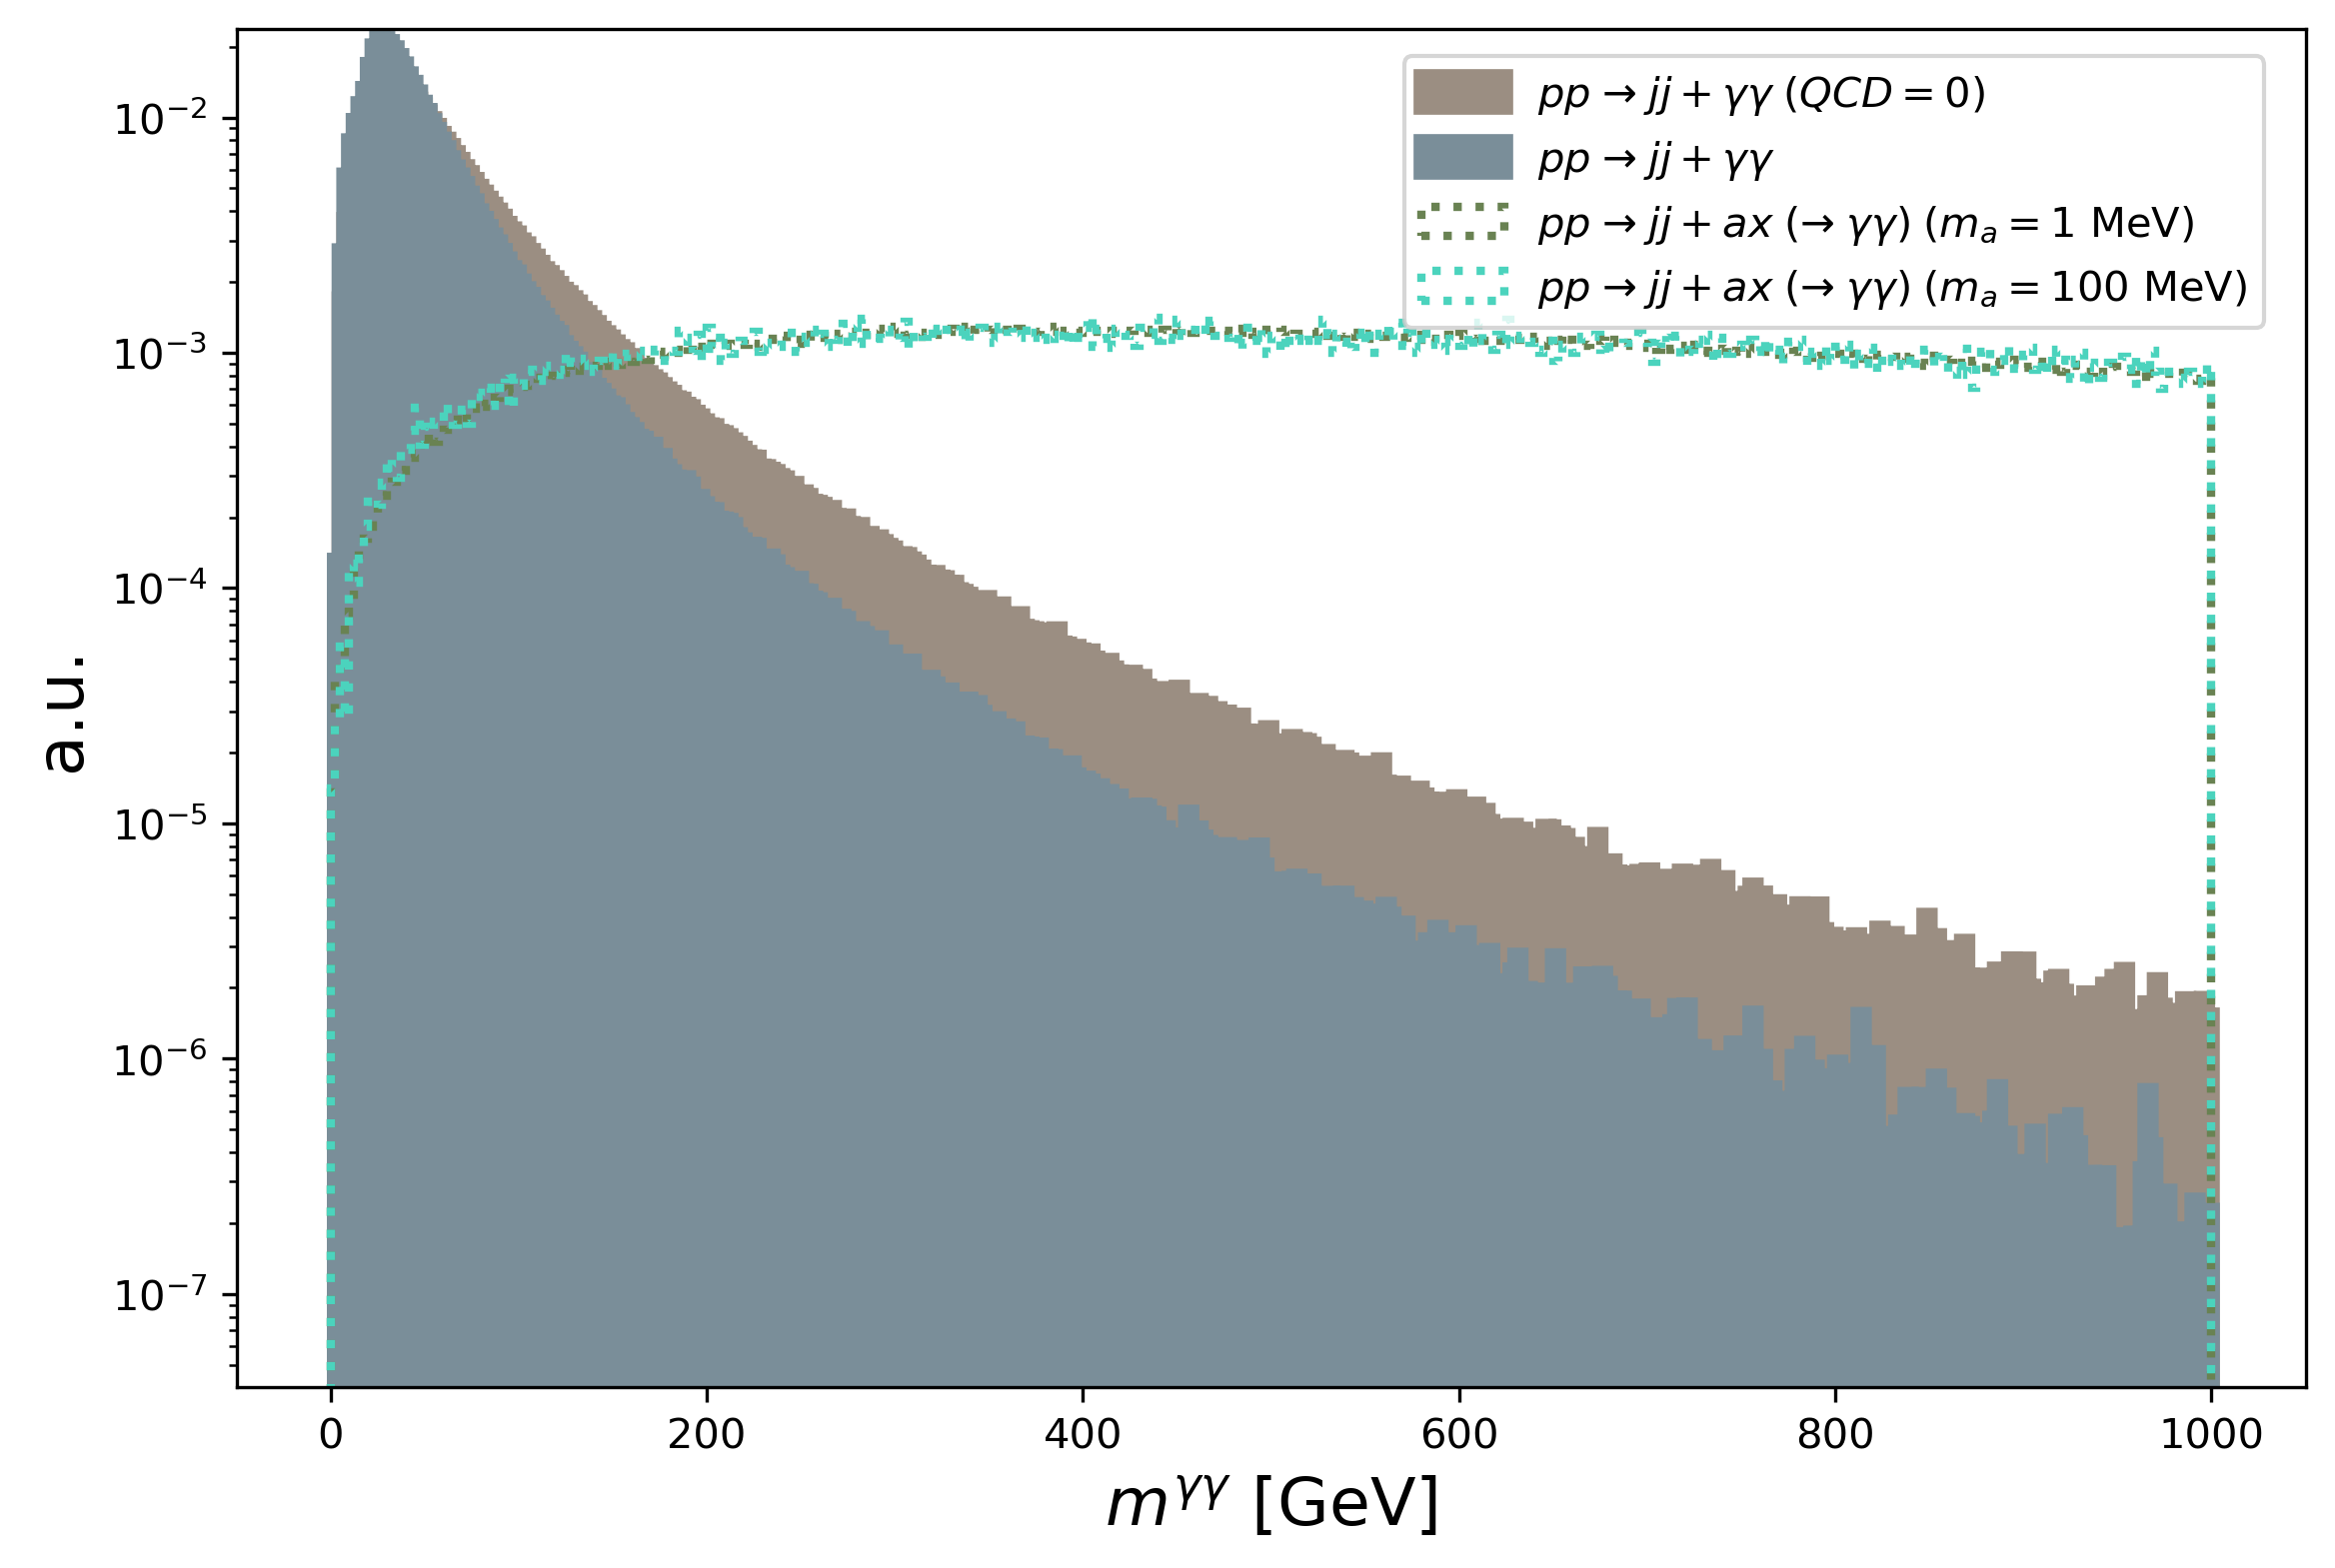 pp → jj + γγ (QCD = 0)
pp → jj + γγ
pp → jj + ax (→ γγ) (mₐ = 1 MeV)
pp → jj + ax (→ γγ) (mₐ = 100 MeV)
a.u.
10⁻²
10⁻³
10⁻⁴
10⁻⁵
10⁻⁶
10⁻⁷
0 200 400 600 800 1000
m^γγ [GeV]